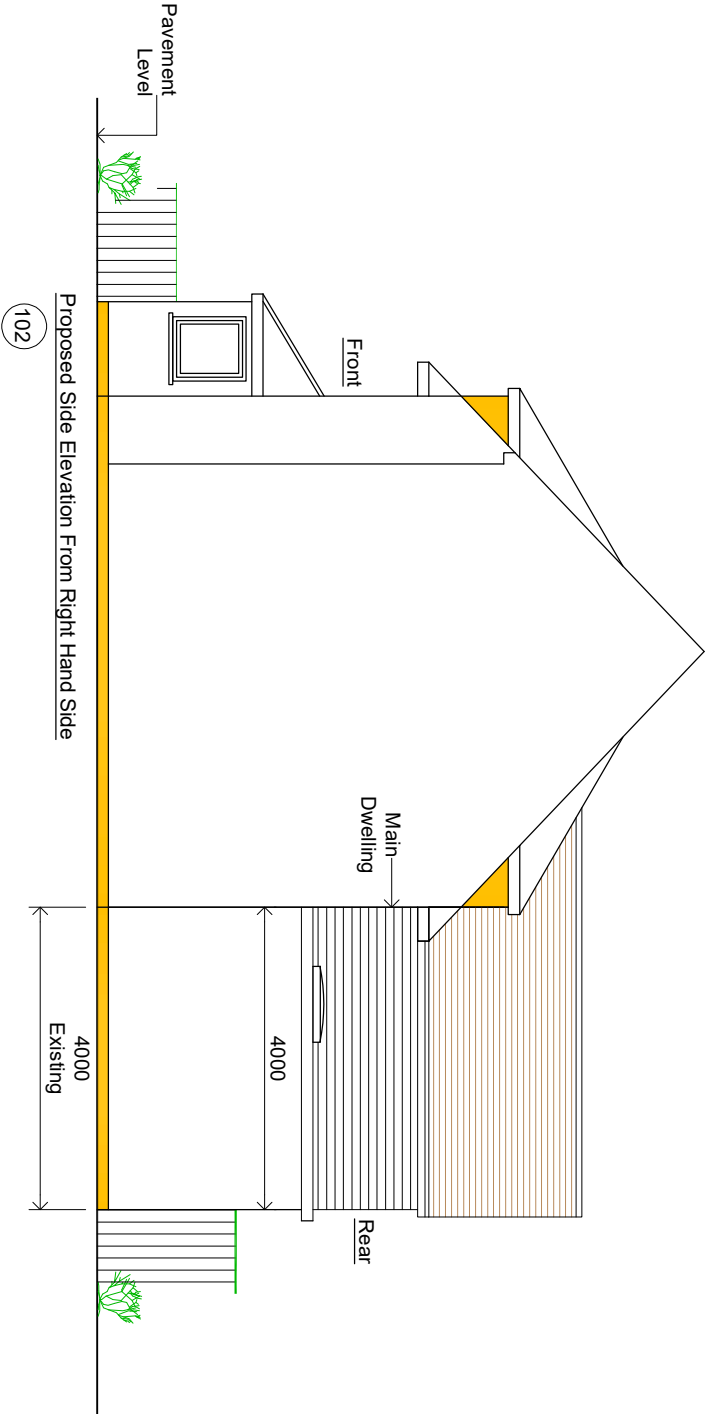 Pavement
Level
Front
Main
Dwelling
Rear
4000
4000
Existing
Proposed Side Elevation From Right Hand Side
102